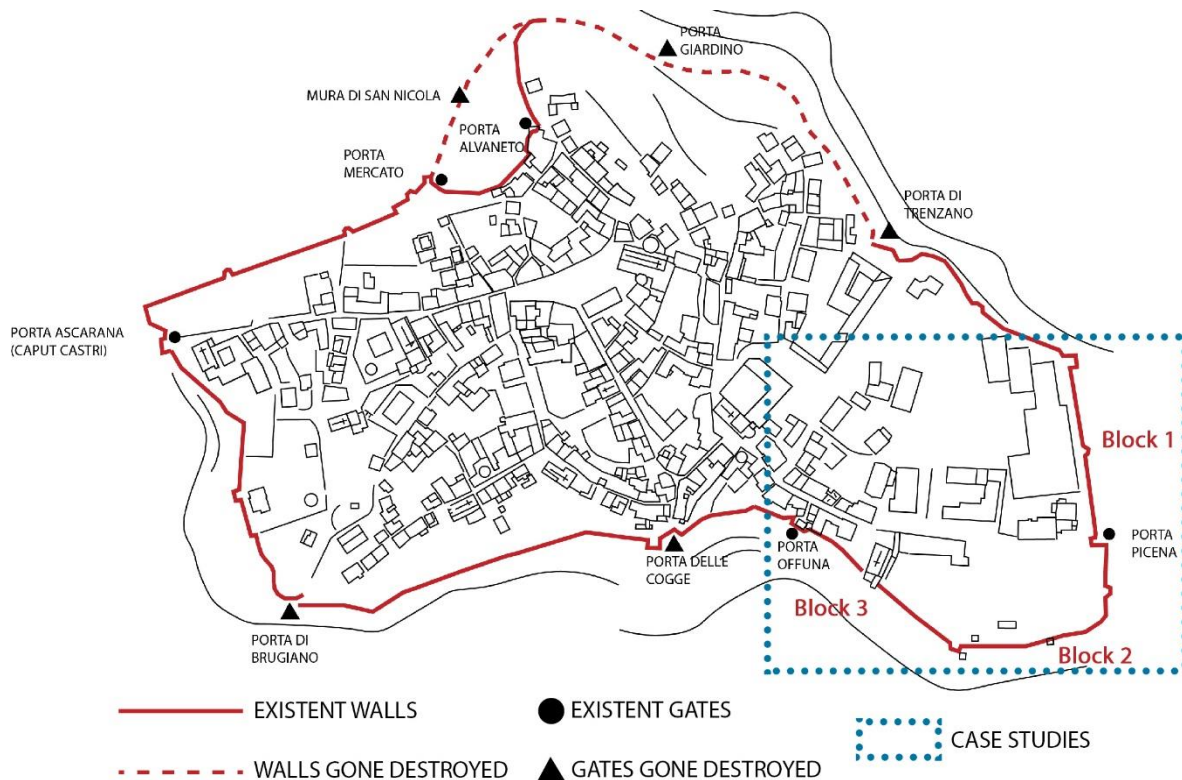 PORTA
GIARDINO
MURA DI SAN NICOLA
PORTA
ALVANETO
PORTA
MERCATO
PORTA DI
TRENZANO
PORTA ASCARANA
(CAPUT CASTRI)
Block 1
PORTA
PICENA
PORTA
OFFUNA
PORTA DELLE
COGGE
Block 3
PORTA DI
BRUGIANO
Block 2
EXISTENT WALLS
EXISTENT GATES
CASE STUDIES
WALLS GONE DESTROYED
GATES GONE DESTROYED